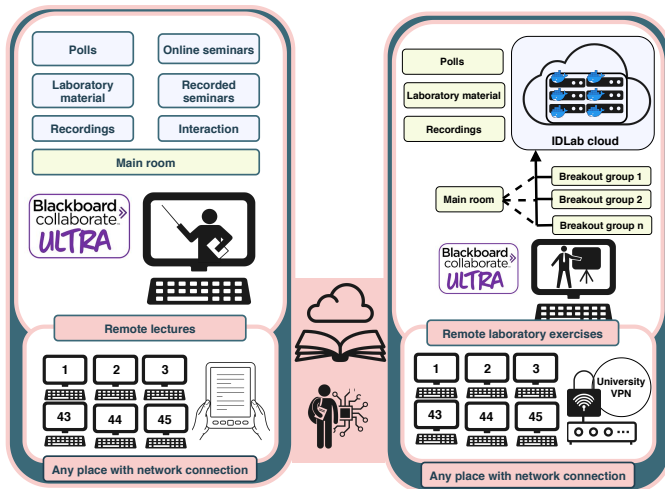 Polls
Online seminars
Laboratory
material
Recorded
seminars
Recordings
Interaction
Main room
Blackboard
collaborate™
ULTRA
Remote lectures
1
2
3
43
44
45
Any place with network connection
Polls
Laboratory material
Recordings
IDLab cloud
Main room
Breakout group 1
Breakout group 2
Breakout group n
Blackboard
collaborate™
ULTRA
Remote laboratory exercises
1
2
3
43
44
45
University
VPN
Any place with network connection